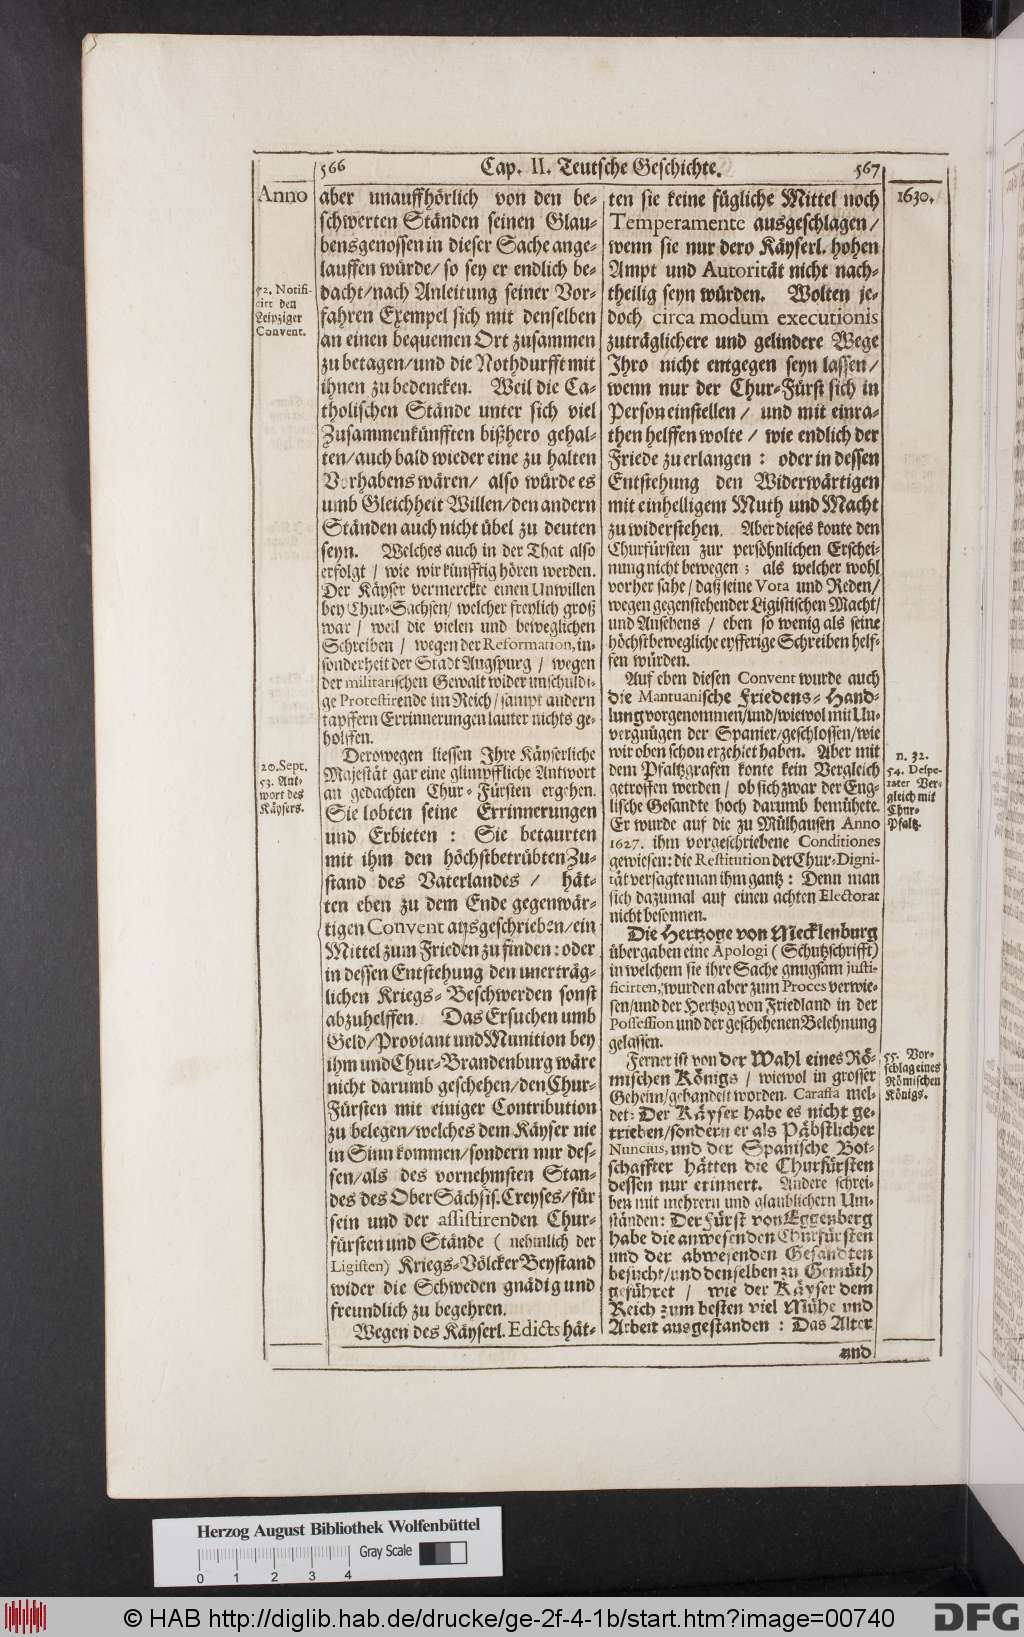 566 Cap. II. Teutsche Geschichte. 567
Anno
1630.
aber unauffhörlich von den be-
schwerten Ständen seinen Glau-
bensgenossen in dieser Sache ange-
lauffen würde/ so sey er endlich be-
dacht/nach Anleitung seiner Vor-
fahren Exempel sich mit denselben
an einen bequemen Ort zusammen
zu betagen/und die Nothdurfft mit
ihnen zu bedencken. Weil die Ca-
tholischen Stände unter sich viel
Zusammenkünfften bißhero gehal-
ten/auch bald wieder eine zu halten
Vorhabens wären/ also würde es
umb Gleichheit Willen/den andern
Ständen auch nicht übel zu deuten
seyn. Welches auch in der That also
erfolgt / wie wir künfftig hören werden.
Der Käyser vermerckte einen Unwillen
bey Chur-Sachsen/ welcher freylich groß
war / weil die vielen und beweglichen
Schreiben / wegen der Reformation, in-
sonderheit der Stadt Augspurg / wegen
der militarischen Gewalt wider unschuldi-
ge Protestirende im Reich/ sampt andern
tapffern Errinnerungen lauter nichts ge-
holffen.
Derowegen liessen Ihre Käyserliche
Majestät gar eine glimpffliche Antwort
an gedachten Chur-Fürsten ergehen.
Sie lobten seine Errinnerungen
und Erbieten : Sie betaurten
mit ihm den höchstbetrübten Zu-
stand des Vaterlandes / hät-
ten eben zu dem Ende gegenwär-
tigen Convent ausgeschrieben/ein
Mittel zum Frieden zu finden: oder
in dessen Entstehung den unerträg-
lichen Kriegs-Beschwerden sonst
abzuhelffen. Das Ersuchen umb
Geld/Proviant und Munition bey
ihm und Chur-Brandenburg wäre
nicht darumb geschehen/den Chur-
Fürsten mit einiger Contribution
zu belegen/welches dem Käyser nie
in Sinn kommen/sondern nur des-
sen/als des vornehmsten Stan-
des des Ober Sächsis. Creyses/für
sein und der assistirenden Chur-
fürsten und Stände ( nehmlich der
Ligisten) Kriegs-Völcker Beystand
wider die Schweden gnädig und
freundlich zu begehren.
Wegen des Käyserl. Edicts hät-
52. Notifi-
cirt den
Leipziger
Convent.
20. Sept.
53. Ant-
wort des
Käysers.
ten sie keine fügliche Mittel noch
Temperamente ausgeschlagen/
wenn sie nur dero Käyserl. hohen
Ampt und Autorität nicht nach-
theilig seyn würden. Wolten je-
doch circa modum executionis
zuträglichere und gelindere Wege
Ihro nicht entgegen seyn lassen/
wenn nur der Chur-Fürst sich in
Person einstellen / und mit einra-
then helffen wolte / wie endlich der
Friede zu erlangen : oder in dessen
Entstehung den Widerwärtigen
mit einhelligem Muth und Macht
zu widerstehen. Aber dieses konte den
Churfürsten zur persöhnlichen Erschei-
nung nicht bewegen ; als welcher wohl
vorher sahe/ daß seine Vota und Reden/
wegen gegenstehender Ligistischen Macht/
und Ansehens / eben so wenig als seine
höchstbewegliche eyfferige Schreiben helf-
fen würden.
Auf eben diesen Convent wurde auch
die Mantuanische Friedens-Hand-
lung vorgenommen/und/wiewol mit Un-
vergnügen der Spanier/geschlossen/wie
wir oben schon erzehlet haben. Aber mit
dem Pfaltzgrafen konte kein Vergleich
getroffen werden / ob sich zwar der Eng-
lische Gesandte hoch darumb bemühete.
Er wurde auf die zu Mülhausen Anno
1627. ihm vorgeschriebene Conditiones
gewiesen: die Restitution der Chur-Digni-
tät versagte man ihm gantz : Denn man
sich dazumal auf einen achten Electorat
nicht besonnen.
Die Hertzoge von Mecklenburg
übergaben eine Apologi ( Schutzschrifft)
in welchem sie ihre Sache gnugsam justi-
ficirten, wurden aber zum Proces verwie-
sen/und der Hertzog von Friedland in der
Possession und der geschehenen Belehnung
gelassen.
Ferner ist von der Wahl eines Rö-
mischen Königs / wiewol in grosser
Geheim/gehandelt worden. Caraffa mel-
det: Der Käyser habe es nicht ge-
trieben/sondern er als Päbstlicher
Nuncius, und der Spanische Bot-
schaffter hätten die Churfürsten
dessen nur erinnert. Andere schrei-
ben mit mehrern und glaublichern Um-
ständen: Der Fürst von Eggenberg
habe die anwesenden Churfürsten
und der abwesenden Gesandten
besucht/und denselben zu Gemüth
geführet / wie der Käyser dem
Reich zum besten viel Mühe und
Arbeit ausgestanden : Das Alter
und
n. 32.
54. Despe-
rater Ver-
gleich mit
Chur-
Pfaltz.
55. Vor-
schlag eines
Römischen
Königs.
Herzog August Bibliothek Wolfenbüttel
Gray Scale
0 1 2 3 4
© HAB http://diglib.hab.de/drucke/ge-2f-4-1b/start.htm?image=00740
DFG